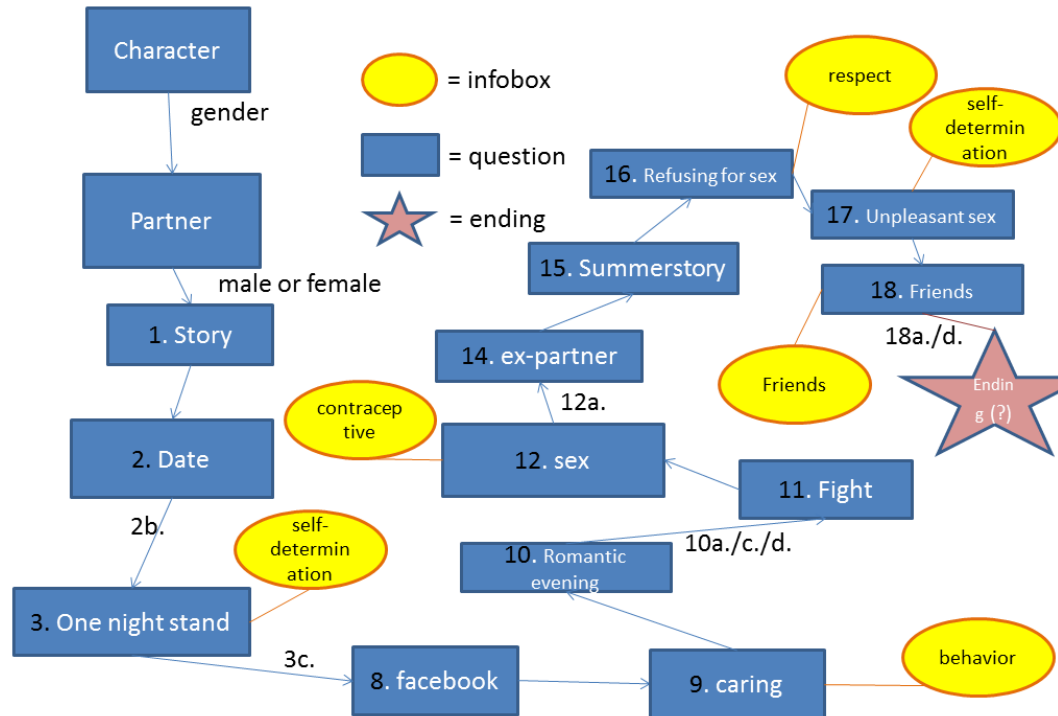 Character
gender
Partner
male or female
1. Story
2. Date
2b.
3. One night stand
self-
determin
ation
3c.
8. facebook
9. caring
behavior
10. Romantic
evening
10a./c./d.
11. Fight
12. sex
contracep
tive
12a.
14. ex-partner
15. Summerstory
16. Refusing for sex
respect
17. Unpleasant sex
self-
determin
ation
18. Friends
Friends
18a./d.
Endin
g (?)
= infobox
= question
= ending